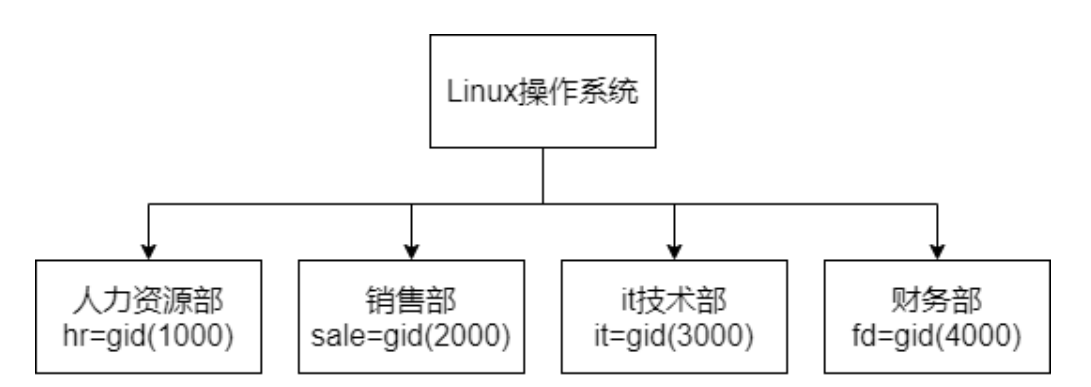 Linux操作系统
人力资源部
hr=gid(1000)
销售部
sale=gid(2000)
it技术部
it=gid(3000)
财务部
fd=gid(4000)